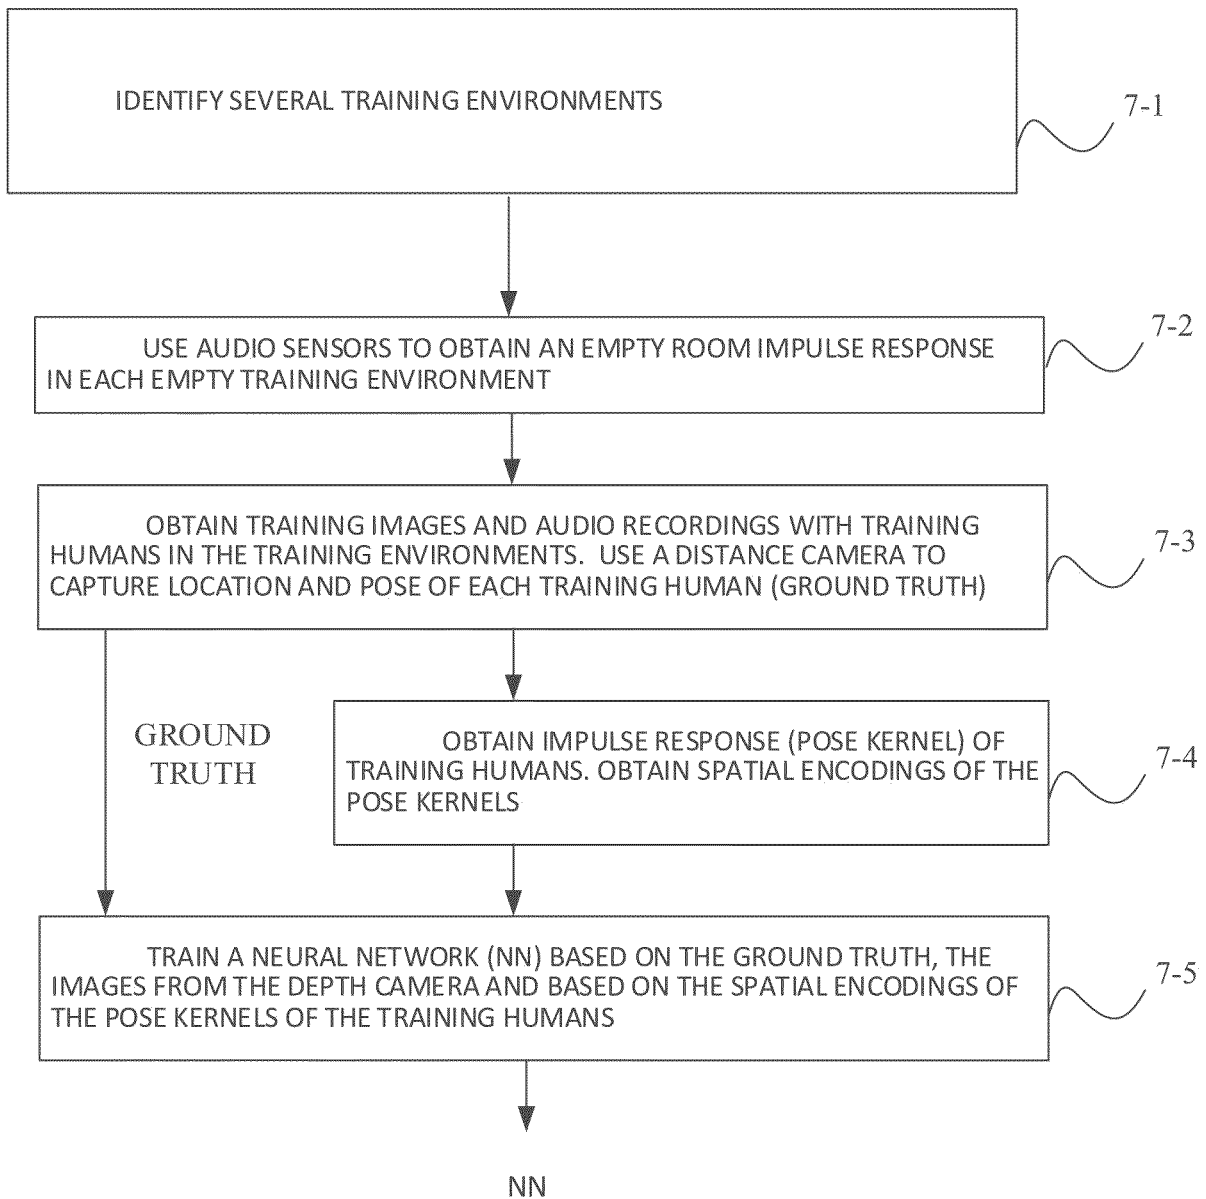 IDENTIFY SEVERAL TRAINING ENVIRONMENTS
7-1
USE AUDIO SENSORS TO OBTAIN AN EMPTY ROOM IMPULSE RESPONSE
IN EACH EMPTY TRAINING ENVIRONMENT
7-2
OBTAIN TRAINING IMAGES AND AUDIO RECORDINGS WITH TRAINING
HUMANS IN THE TRAINING ENVIRONMENTS.  USE A DISTANCE CAMERA TO
CAPTURE LOCATION AND POSE OF EACH TRAINING HUMAN (GROUND TRUTH)
7-3
GROUND
TRUTH
OBTAIN IMPULSE RESPONSE (POSE KERNEL) OF
TRAINING HUMANS. OBTAIN SPATIAL ENCODINGS OF THE
POSE KERNELS
7-4
TRAIN A NEURAL NETWORK (NN) BASED ON THE GROUND TRUTH, THE
IMAGES FROM THE DEPTH CAMERA AND BASED ON THE SPATIAL ENCODINGS OF
THE POSE KERNELS OF THE TRAINING HUMANS
7-5
NN